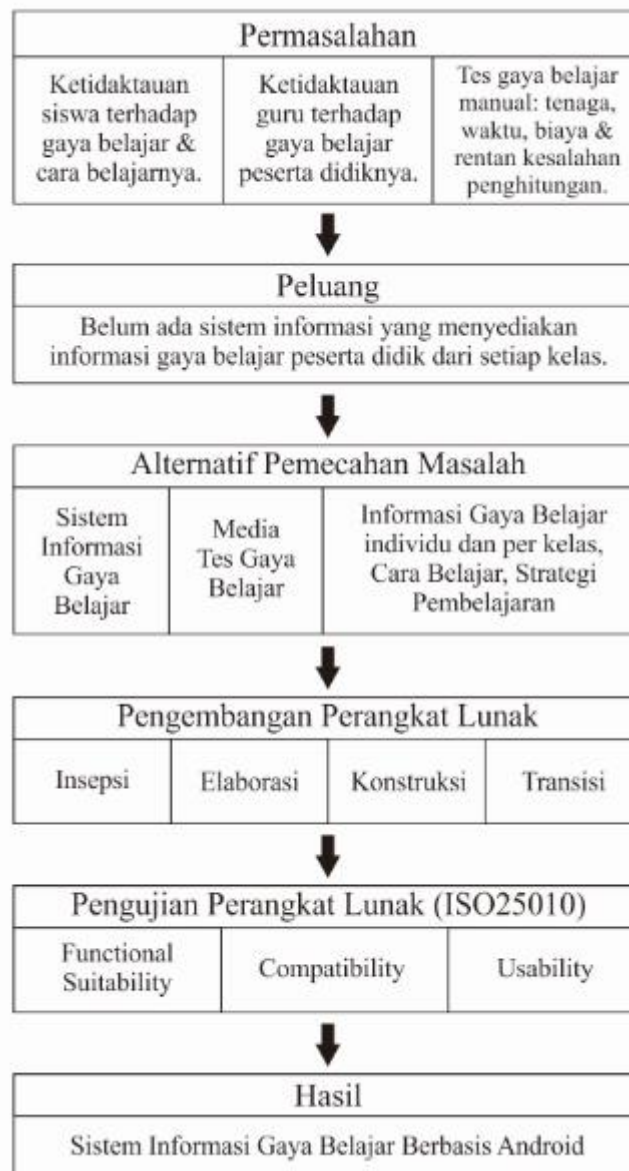 Permasalahan
Ketidaktauan
siswa terhadap
gaya belajar &
cara belajarnya.
Ketidaktauan
guru terhadap
gaya belajar
peserta didiknya.
Tes gaya belajar
manual: tenaga,
waktu, biaya &
rentan kesalahan
penghitungan.
Peluang
Belum ada sistem informasi yang menyediakan
informasi gaya belajar peserta didik dari setiap kelas.
Alternatif Pemecahan Masalah
Sistem
Informasi
Gaya
Belajar
Media
Tes Gaya
Belajar
Informasi Gaya Belajar
individu dan per kelas,
Cara Belajar, Strategi
Pembelajaran
Pengembangan Perangkat Lunak
Insepsi
Elaborasi
Konstruksi
Transisi
Pengujian Perangkat Lunak (ISO25010)
Functional
Suitability
Compatibility
Usability
Hasil
Sistem Informasi Gaya Belajar Berbasis Android